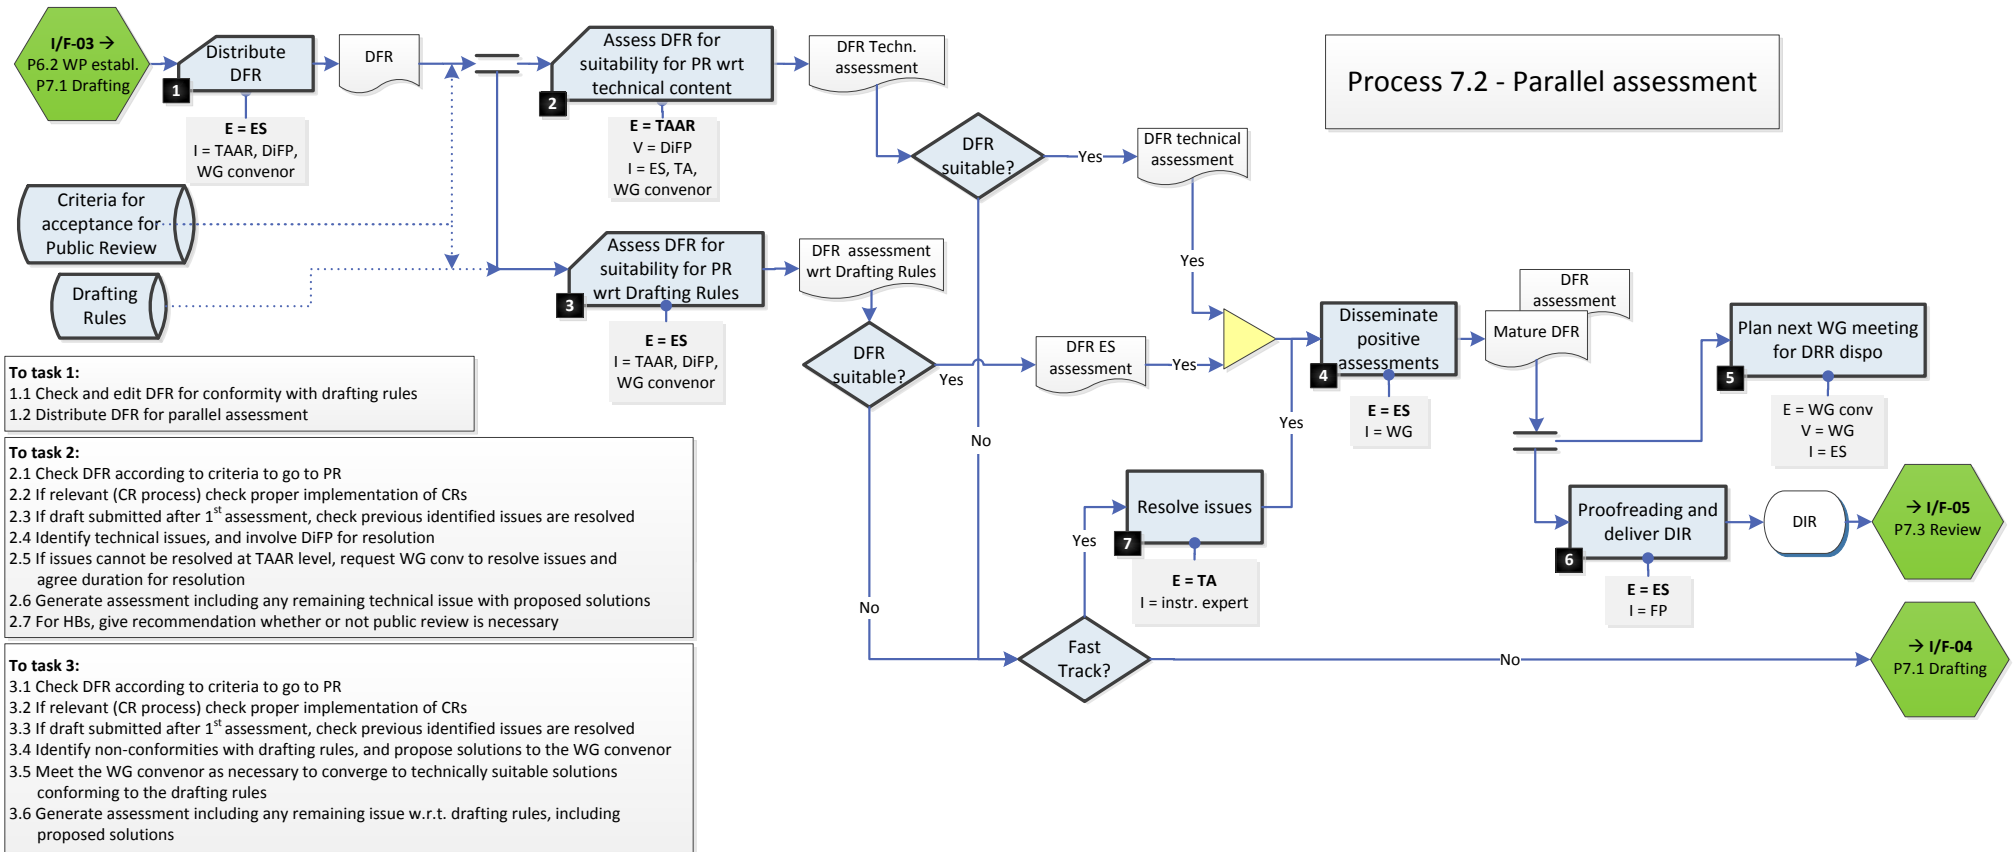 Process 7.2 - Parallel assessment
I/F-03 →
P6.2 WP establ.
P7.1 Drafting
Distribute
DFR
1
E = ES
I = TAAR, DiFP,
WG convenor
DFR
Assess DFR for
suitability for PR wrt
technical content
2
E = TAAR
V = DiFP
I = ES, TA,
WG convenor
DFR Techn.
assessment
DFR
suitable?
Yes
No
DFR technical
assessment
Yes
Criteria for
acceptance for
Public Review
Drafting
Rules
Assess DFR for
suitability for PR
wrt Drafting Rules
3
E = ES
I = TAAR, DiFP,
WG convenor
DFR assessment
wrt Drafting Rules
DFR
suitable?
Yes
No
DFR ES
assessment
Yes
Disseminate
positive
assessments
4
E = ES
I = WG
DFR
assessment
Mature DFR
Plan next WG meeting
for DRR dispo
5
E = WG conv
V = WG
I = ES
Proofreading and
deliver DIR
6
E = ES
I = FP
DIR
→ I/F-05
P7.3 Review
Resolve issues
7
E = TA
I = instr. expert
Yes
Yes
Fast
Track?
No
→ I/F-04
P7.1 Drafting
To task 1:
1.1 Check and edit DFR for conformity with drafting rules
1.2 Distribute DFR for parallel assessment
To task 2:
2.1 Check DFR according to criteria to go to PR
2.2 If relevant (CR process) check proper implementation of CRs
2.3 If draft submitted after 1st assessment, check previous identified issues are resolved
2.4 Identify technical issues, and involve DiFP for resolution
2.5 If issues cannot be resolved at TAAR level, request WG conv to resolve issues and
agree duration for resolution
2.6 Generate assessment including any remaining technical issue with proposed solutions
2.7 For HBs, give recommendation whether or not public review is necessary
To task 3:
3.1 Check DFR according to criteria to go to PR
3.2 If relevant (CR process) check proper implementation of CRs
3.3 If draft submitted after 1st assessment, check previous identified issues are resolved
3.4 Identify non-conformities with drafting rules, and propose solutions to the WG convenor
3.5 Meet the WG convenor as necessary to converge to technically suitable solutions
conforming to the drafting rules
3.6 Generate assessment including any remaining issue w.r.t. drafting rules, including
proposed solutions